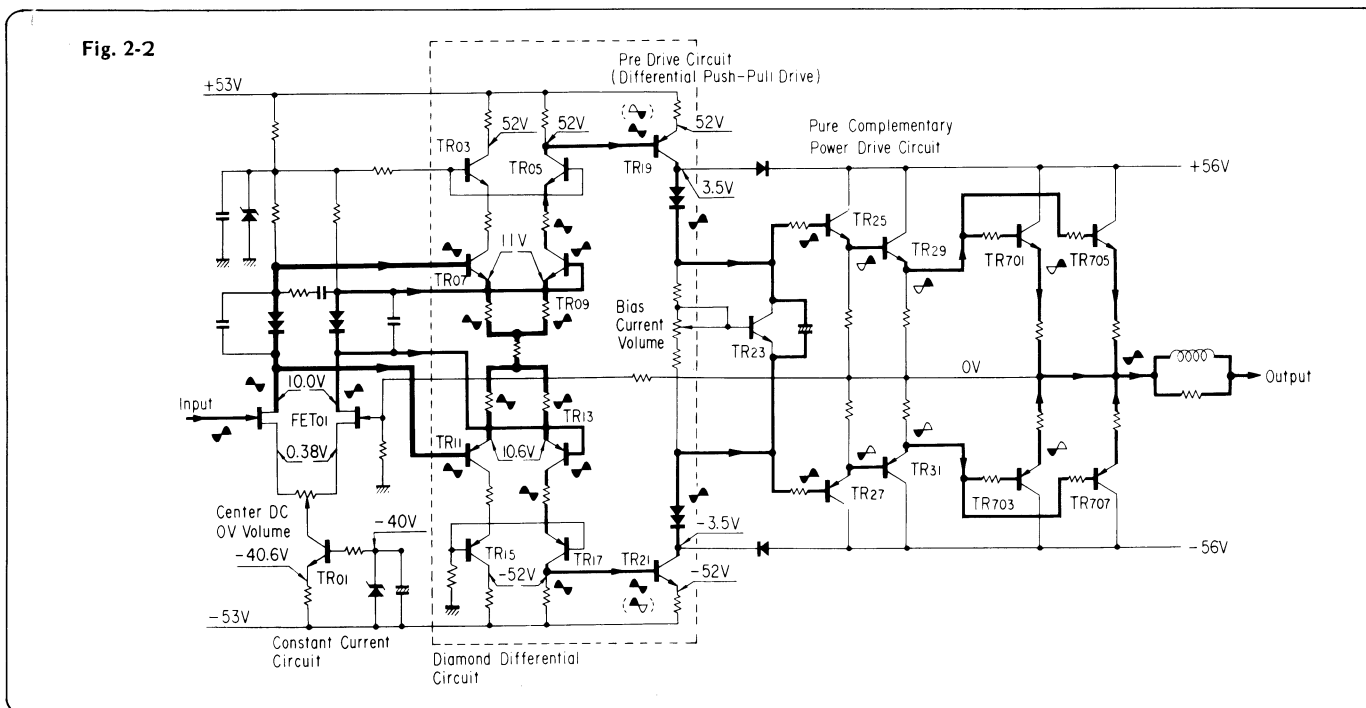 Fig. 2-2
Pre Drive Circuit
(Differential Push-Pull Drive)
+53V
52V
52V
52V
TR03
TR05
TR19
3.5V
Pure Complementary
Power Drive Circuit
+56V
TR25
TR29
TR701
TR705
11V
TR07
TR09
Bias
Current
Volume
TR23
0V
Output
10.0V
Input
FET01
0.38V
TR11
TR13
10.6V
TR27
TR31
TR703
TR707
Center DC
0V Volume
-40V
-40.6V
TR01
TR15
TR17
-52V
TR21
-3.5V
-52V
-56V
-53V
Constant Current
Circuit
Diamond Differential
Circuit